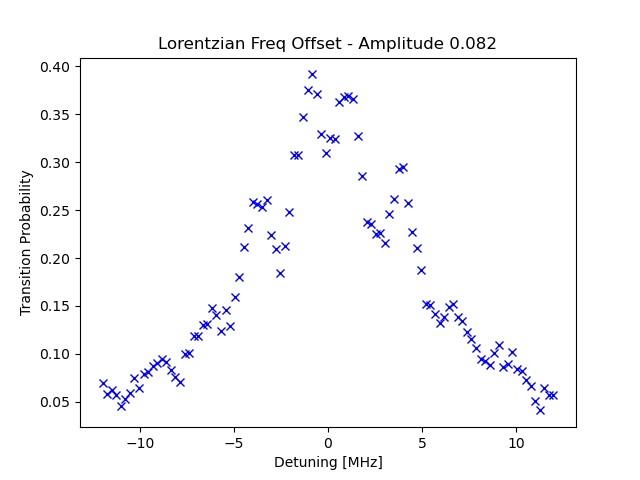 Lorentzian Freq Offset - Amplitude 0.082
Transition Probability
0.40
0.35
0.30
0.25
0.20
0.15
0.10
0.05
−10 −5 0 5 10
Detuning [MHz]